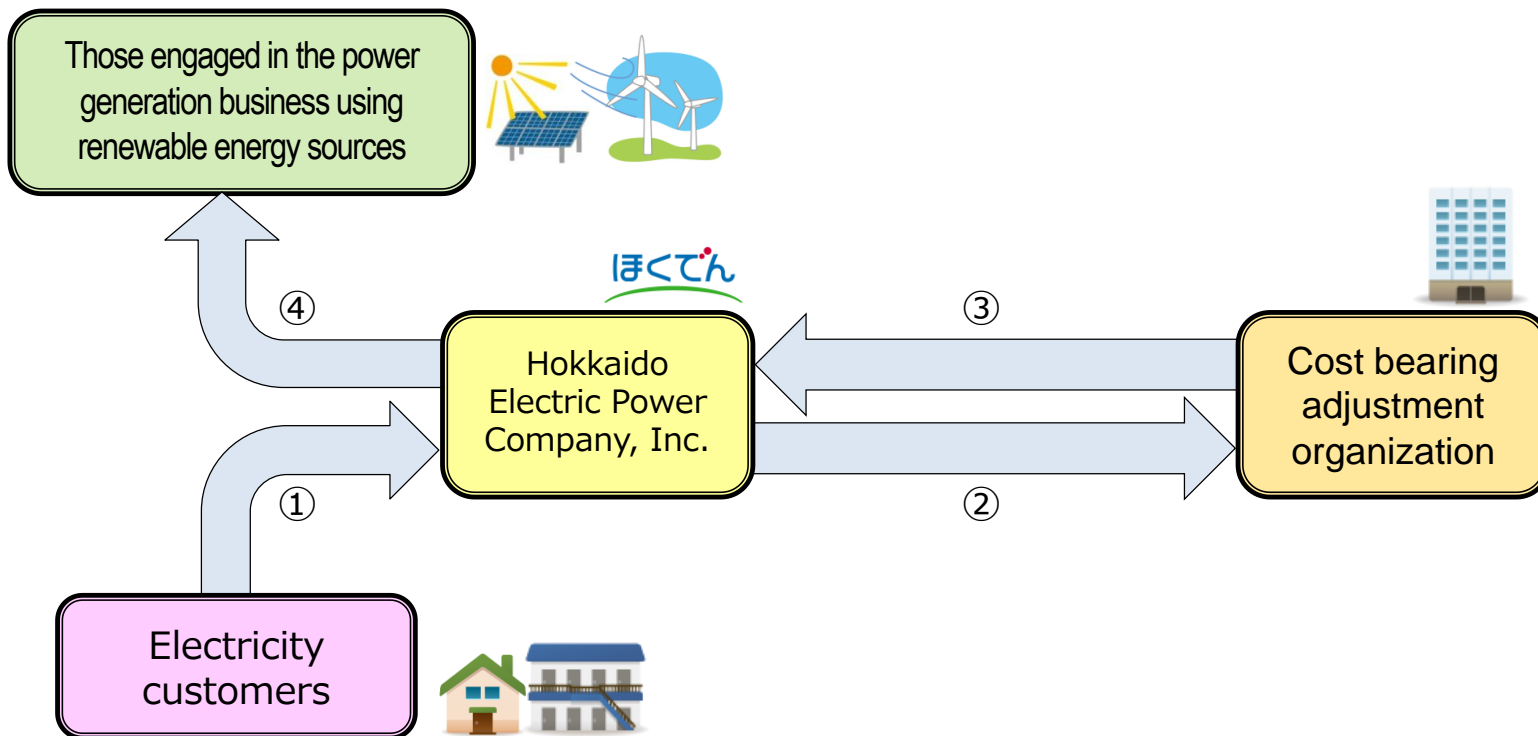 Those engaged in the power
generation business using
renewable energy sources
ほくでん
④
③
Hokkaido
Electric Power
Company, Inc.
Cost bearing
adjustment
organization
①
②
Electricity
customers